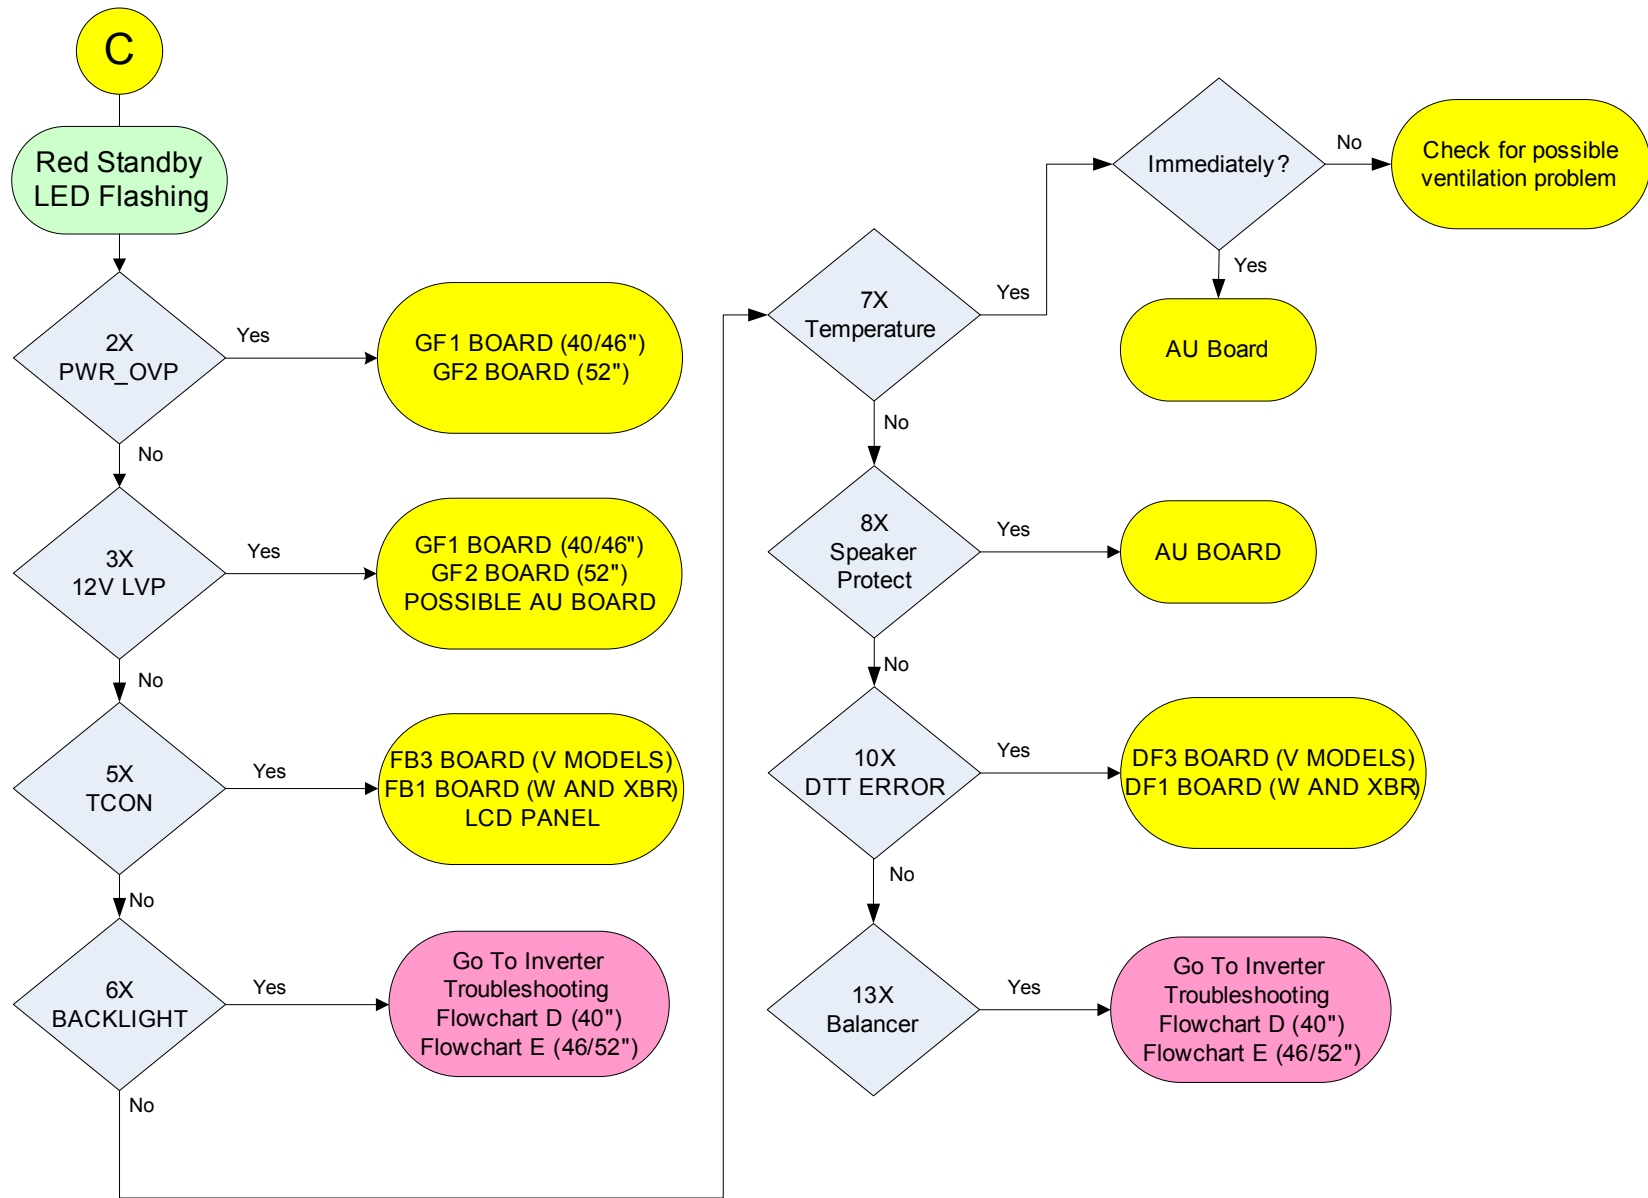 C
Red Standby
LED Flashing
2X
PWR_OVP
Yes
GF1 BOARD (40/46")
GF2 BOARD (52")
No
3X
12V LVP
Yes
GF1 BOARD (40/46")
GF2 BOARD (52")
POSSIBLE AU BOARD
No
5X
TCON
Yes
FB3 BOARD (V MODELS)
FB1 BOARD (W AND XBR)
LCD PANEL
No
6X
BACKLIGHT
Yes
Go To Inverter
Troubleshooting
Flowchart D (40")
Flowchart E (46/52")
No
7X
Temperature
Yes
Immediately?
No
Check for possible
ventilation problem
Yes
AU Board
No
8X
Speaker
Protect
Yes
AU BOARD
No
10X
DTT ERROR
Yes
DF3 BOARD (V MODELS)
DF1 BOARD (W AND XBR)
No
13X
Balancer
Yes
Go To Inverter
Troubleshooting
Flowchart D (40")
Flowchart E (46/52")